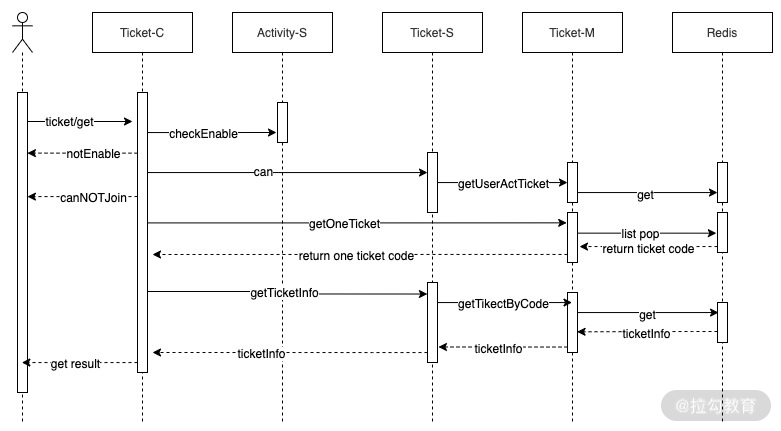 Ticket-C
Activity-S
Ticket-S
Ticket-M
Redis
ticket/get
checkEnable
notEnable
can
getUserActTicket
get
canNOTJoin
getOneTicket
list pop
return ticket code
return one ticket code
getTicketInfo
getTikectByCode
get
ticketInfo
ticketInfo
ticketInfo
get result
@拉勾教育